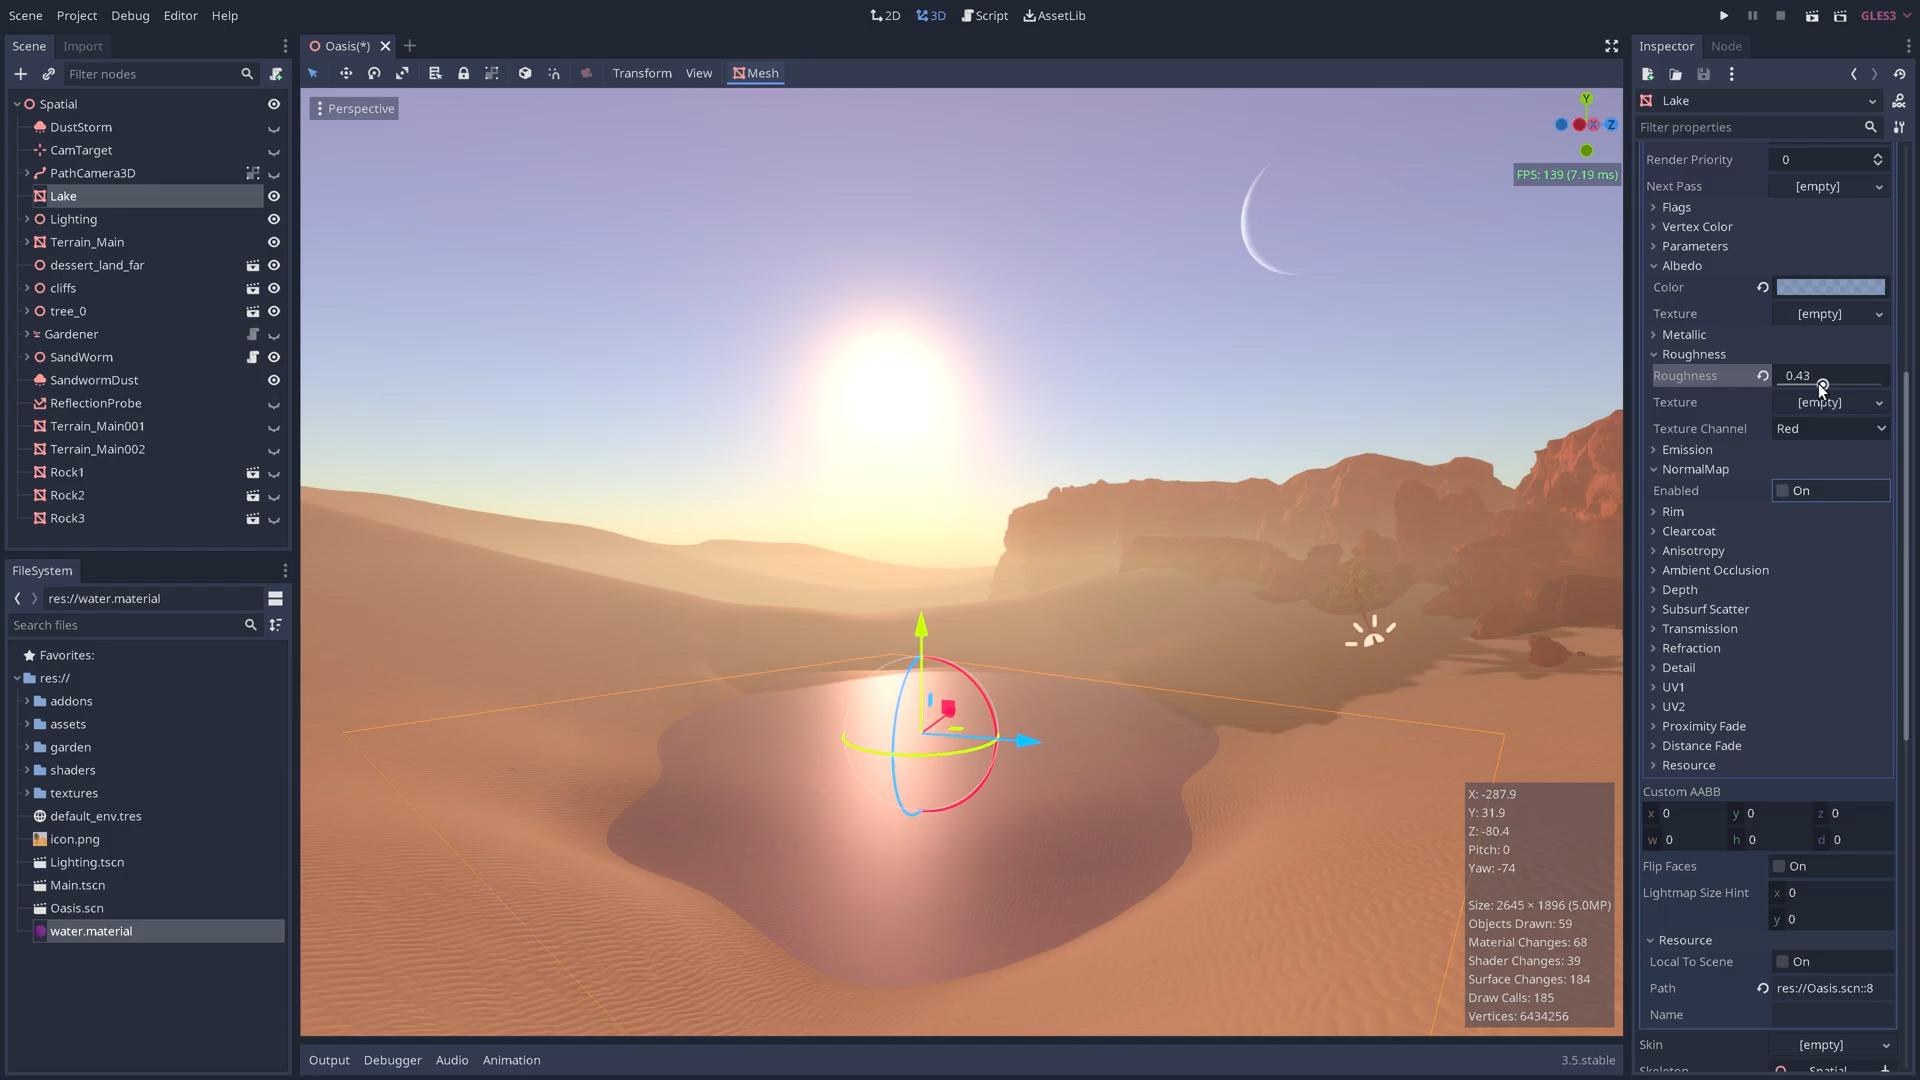 Scene Project Debug Editor Help
2D 3D Script AssetLib
GLES3
Scene Import
Filter nodes
Spatial
DustStorm
CamTarget
PathCamera3D
Lake
Lighting
Terrain_Main
dessert_land_far
cliffs
tree_0
Gardener
SandWorm
SandwormDust
ReflectionProbe
Terrain_Main001
Terrain_Main002
Rock1
Rock2
Rock3
FileSystem
res://water.material
Search files
Favorites:
res://
addons
assets
garden
shaders
textures
default_env.tres
icon.png
Lighting.tscn
Main.tscn
Oasis.scn
water.material
Oasis(*)
Transform View Mesh
Perspective
Y
Z
FPS: 139 (7.19 ms)
X: -287.9
Y: 31.9
Z: -80.4
Pitch: 0
Yaw: -74
Size: 2645 × 1896 (5.0MP)
Objects Drawn: 59
Material Changes: 68
Shader Changes: 39
Surface Changes: 184
Draw Calls: 185
Vertices: 6434256
Output Debugger Audio Animation
3.5.stable
Inspector Node
Lake
Filter properties
Render Priority 0
Next Pass [empty]
Flags
Vertex Color
Parameters
Albedo
Color
Texture [empty]
Metallic
Roughness
Roughness 0.43
Texture [empty]
Texture Channel Red
Emission
NormalMap
Enabled On
Rim
Clearcoat
Anisotropy
Ambient Occlusion
Depth
Subsurf Scatter
Transmission
Refraction
Detail
UV1
UV2
Proximity Fade
Distance Fade
Resource
Custom AABB
x 0 y 0 z 0
w 0 h 0 d 0
Flip Faces On
Lightmap Size Hint x 0
y 0
Resource
Local To Scene On
Path res://Oasis.scn::8
Name
Skin [empty]
Skeleton Spatial